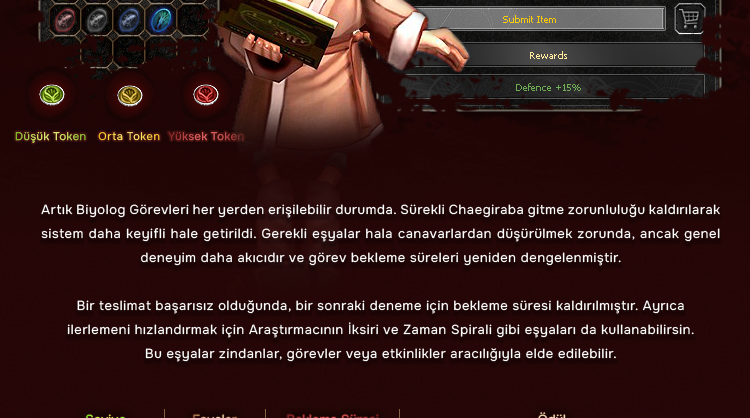 Submit Item
Rewards
Defence +15%
Düşük Token Orta Token Yüksek Token
Artık Biyolog Görevleri her yerden erişilebilir durumda. Sürekli Chaegiraba gitme zorunluluğu kaldırılarak
sistem daha keyifli hale getirildi. Gerekli eşyalar hala canavarlardan düşürülmek zorunda, ancak genel
deneyim daha akıcıdır ve görev bekleme süreleri yeniden dengelenmiştir.
Bir teslimat başarısız olduğunda, bir sonraki deneme için bekleme süresi kaldırılmıştır. Ayrıca
ilerlemeni hızlandırmak için Araştırmacının İksiri ve Zaman Spirali gibi eşyaları da kullanabilirsin.
Bu eşyalar zindanlar, görevler veya etkinlikler aracılığıyla elde edilebilir.
Seviye Eşyalar Bekleme Süresi Ödül